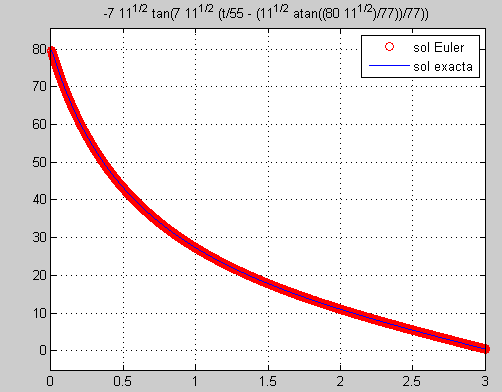 -7 11^1/2 tan(7 11^1/2 (t/55 - (11^1/2 atan((80 11^1/2)/77))/77))
sol Euler
sol exacta
80
70
60
50
40
30
20
10
0
0 0.5 1 1.5 2 2.5 3